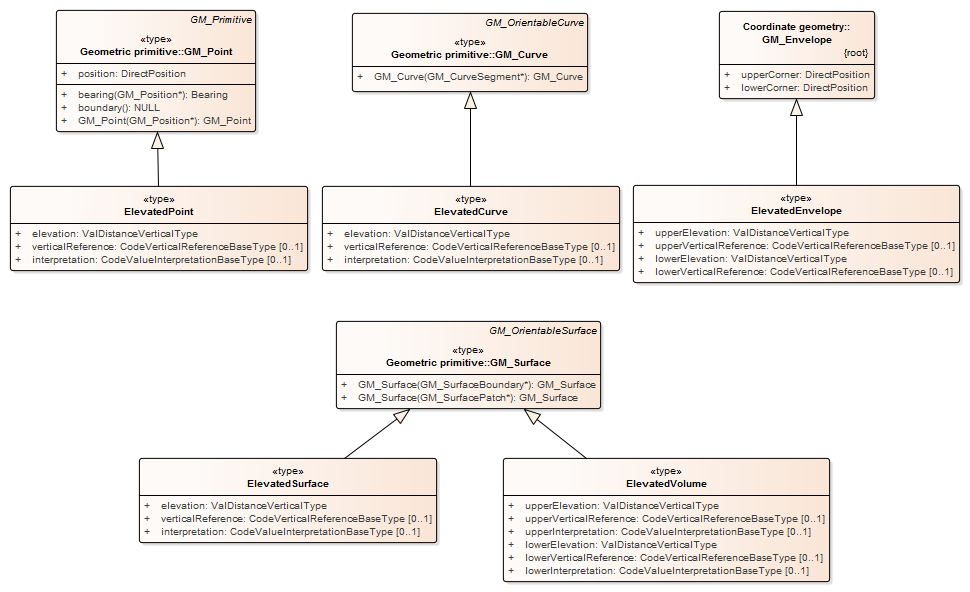 GM_Primitive
«type»
Geometric primitive::GM_Point
+ position: DirectPosition
+ bearing(GM_Position*): Bearing
+ boundary(): NULL
+ GM_Point(GM_Position*): GM_Point
GM_OrientableCurve
«type»
Geometric primitive::GM_Curve
+ GM_Curve(GM_CurveSegment*): GM_Curve
Coordinate geometry::
GM_Envelope
{root}
+ upperCorner: DirectPosition
+ lowerCorner: DirectPosition
«type»
ElevatedPoint
+ elevation: ValDistanceVerticalType
+ verticalReference: CodeVerticalReferenceBaseType [0..1]
+ interpretation: CodeValueInterpretationBaseType [0..1]
«type»
ElevatedCurve
+ elevation: ValDistanceVerticalType
+ verticalReference: CodeVerticalReferenceBaseType [0..1]
+ interpretation: CodeValueInterpretationBaseType [0..1]
«type»
ElevatedEnvelope
+ upperElevation: ValDistanceVerticalType
+ upperVerticalReference: CodeVerticalReferenceBaseType [0..1]
+ lowerElevation: ValDistanceVerticalType
+ lowerVerticalReference: CodeVerticalReferenceBaseType [0..1]
GM_OrientableSurface
«type»
Geometric primitive::GM_Surface
+ GM_Surface(GM_SurfaceBoundary*): GM_Surface
+ GM_Surface(GM_SurfacePatch*): GM_Surface
«type»
ElevatedSurface
+ elevation: ValDistanceVerticalType
+ verticalReference: CodeVerticalReferenceBaseType [0..1]
+ interpretation: CodeValueInterpretationBaseType [0..1]
«type»
ElevatedVolume
+ upperElevation: ValDistanceVerticalType
+ upperVerticalReference: CodeVerticalReferenceBaseType [0..1]
+ upperInterpretation: CodeValueInterpretationBaseType [0..1]
+ lowerElevation: ValDistanceVerticalType
+ lowerVerticalReference: CodeVerticalReferenceBaseType [0..1]
+ lowerInterpretation: CodeValueInterpretationBaseType [0..1]